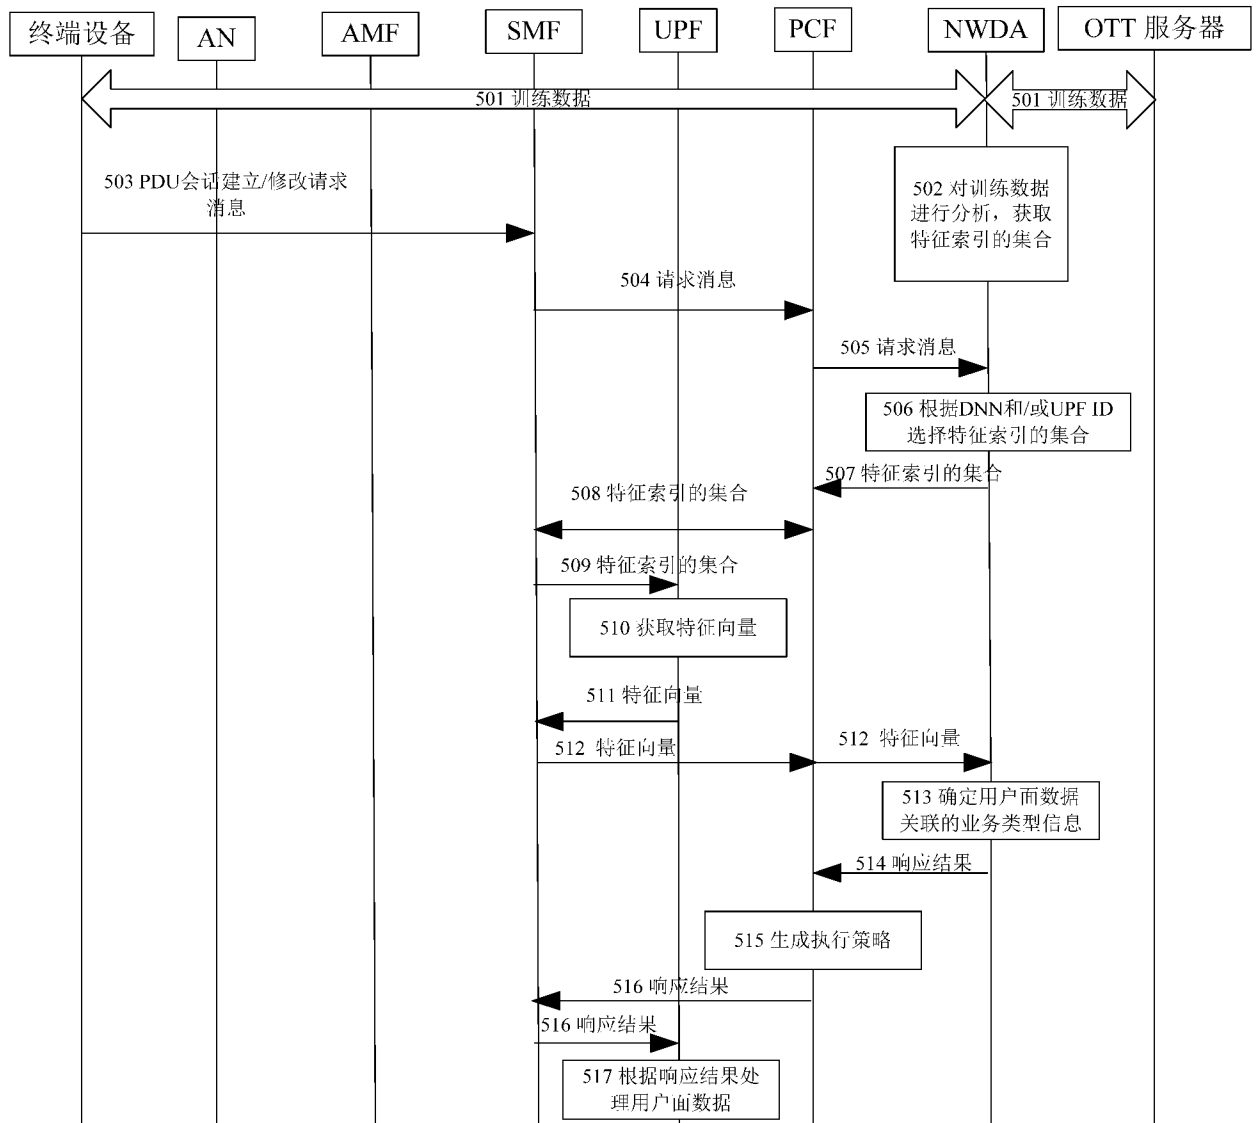 终端设备
AN
AMF
SMF
UPF
PCF
NWDA
OTT 服务器
501 训练数据
501 训练数据
502 对训练数据
进行分析，获取
特征索引的集合
503 PDU会话建立/修改请求
消息
504 请求消息
505 请求消息
506 根据DNN和/或UPF ID
选择特征索引的集合
507 特征索引的集合
508 特征索引的集合
509 特征索引的集合
510 获取特征向量
511 特征向量
512 特征向量
512 特征向量
513 确定用户面数据
关联的业务类型信息
514 响应结果
515 生成执行策略
516 响应结果
516 响应结果
517 根据响应结果处
理用户面数据